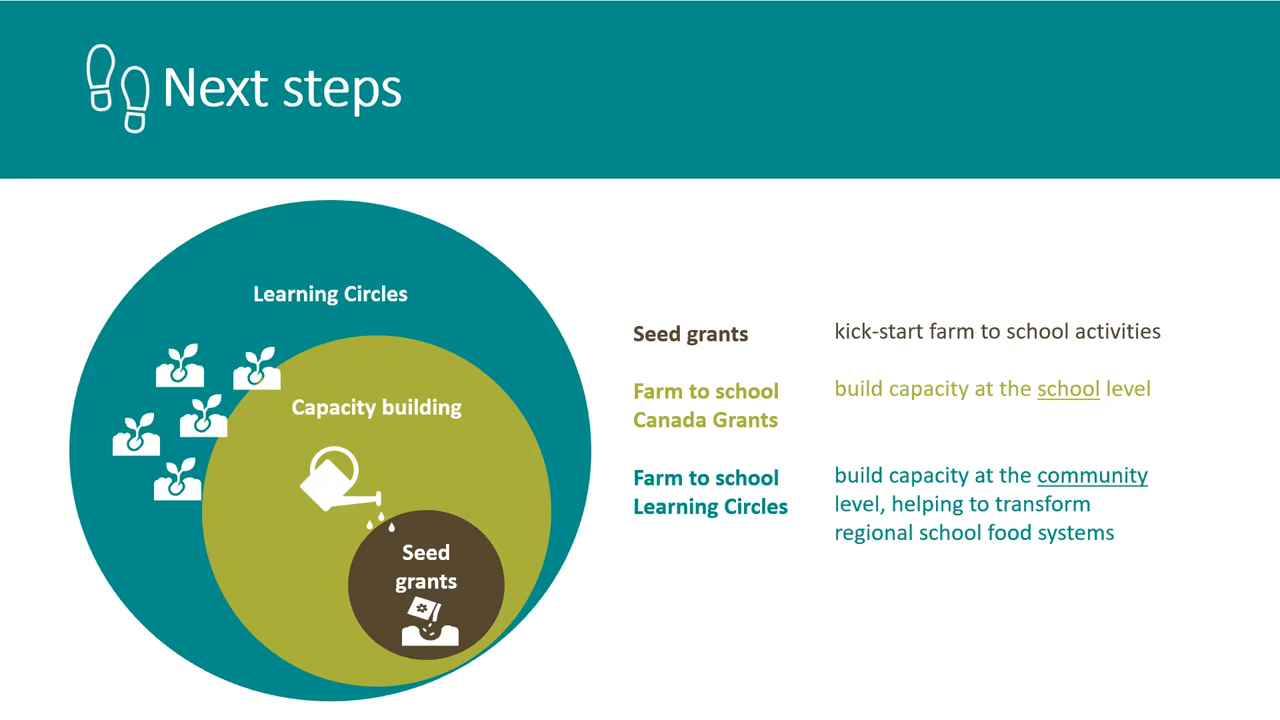 Next steps
Learning Circles
Capacity building
Seed
grants
Seed grants
kick-start farm to school activities
Farm to school
Canada Grants
build capacity at the school level
Farm to school
Learning Circles
build capacity at the community
level, helping to transform
regional school food systems